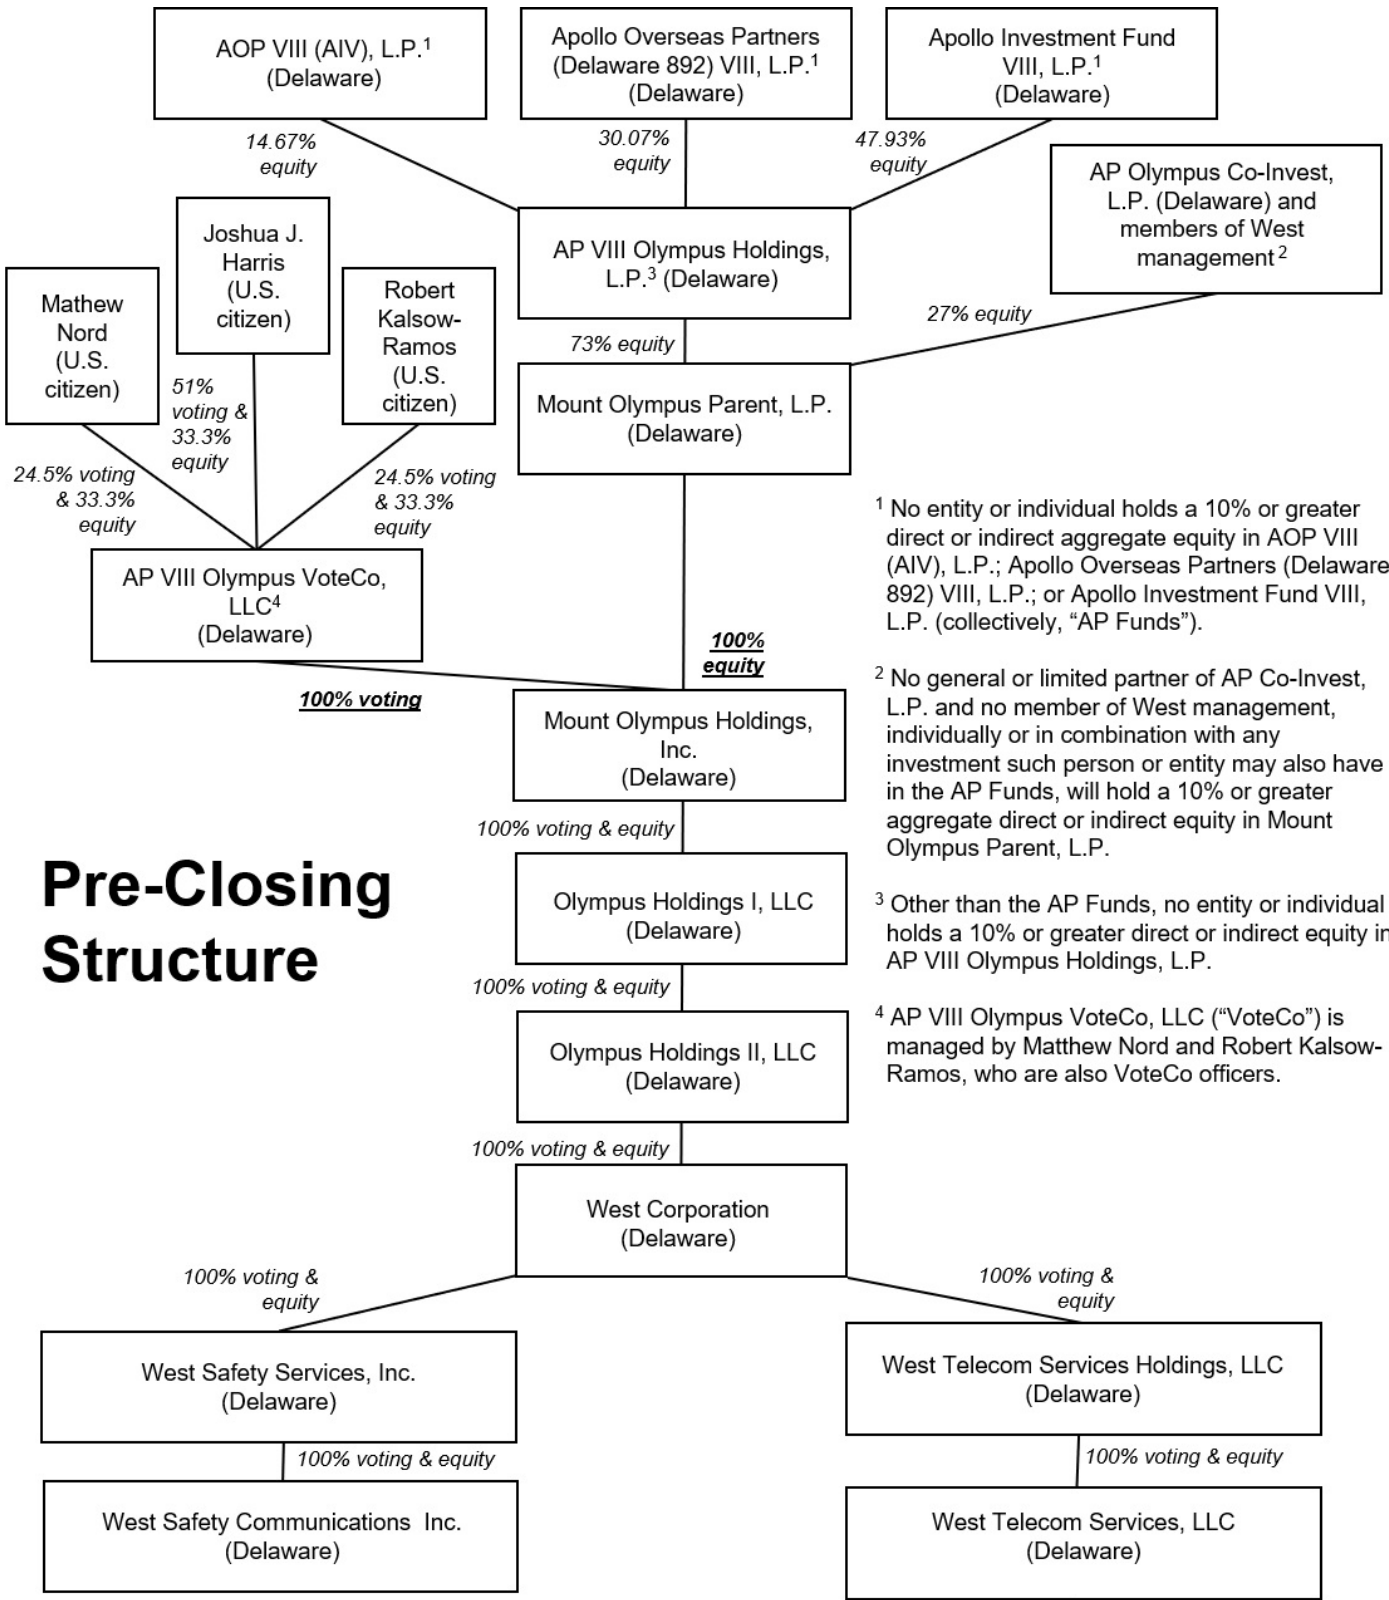 AOP VIII (AIV), L.P.1
(Delaware)
Apollo Overseas Partners
(Delaware 892) VIII, L.P.1
(Delaware)
Apollo Investment Fund
VIII, L.P.1
(Delaware)
14.67%
equity
30.07%
equity
47.93%
equity
AP Olympus Co-Invest,
L.P. (Delaware) and
members of West
management 2
Joshua J.
Harris
(U.S.
citizen)
AP VIII Olympus Holdings,
L.P.3 (Delaware)
Mathew
Nord
(U.S.
citizen)
Robert
Kalsow-
Ramos
(U.S.
citizen)
27% equity
73% equity
51%
voting &
33.3%
equity
Mount Olympus Parent, L.P.
(Delaware)
24.5% voting
& 33.3%
equity
24.5% voting
& 33.3%
equity
AP VIII Olympus VoteCo,
LLC4
(Delaware)
100%
equity
100% voting
Mount Olympus Holdings,
Inc.
(Delaware)
100% voting & equity
Olympus Holdings I, LLC
(Delaware)
100% voting & equity
Olympus Holdings II, LLC
(Delaware)
100% voting & equity
West Corporation
(Delaware)
100% voting &
equity
100% voting &
equity
West Safety Services, Inc.
(Delaware)
West Telecom Services Holdings, LLC
(Delaware)
100% voting & equity
100% voting & equity
West Safety Communications Inc.
(Delaware)
West Telecom Services, LLC
(Delaware)
Pre-Closing
Structure
1 No entity or individual holds a 10% or greater
direct or indirect aggregate equity in AOP VIII
(AIV), L.P.; Apollo Overseas Partners (Delaware
892) VIII, L.P.; or Apollo Investment Fund VIII,
L.P. (collectively, “AP Funds”).
2 No general or limited partner of AP Co-Invest,
L.P. and no member of West management,
individually or in combination with any
investment such person or entity may also have
in the AP Funds, will hold a 10% or greater
aggregate direct or indirect equity in Mount
Olympus Parent, L.P.
3 Other than the AP Funds, no entity or individual
holds a 10% or greater direct or indirect equity in
AP VIII Olympus Holdings, L.P.
4 AP VIII Olympus VoteCo, LLC (“VoteCo”) is
managed by Matthew Nord and Robert Kalsow-
Ramos, who are also VoteCo officers.